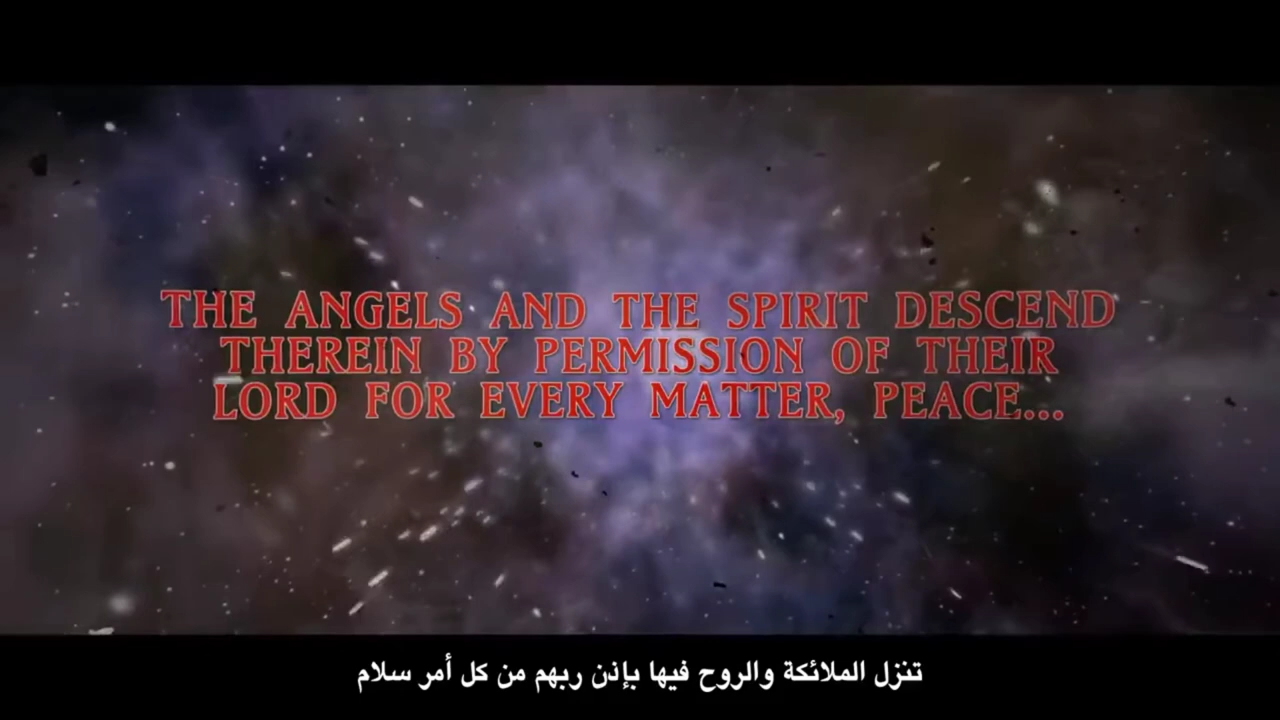 THE ANGELS AND THE SPIRIT DESCEND
THEREIN BY PERMISSION OF THEIR
LORD FOR EVERY MATTER, PEACE...
تنزل الملائكة والروح فيها بإذن ربهم من كل أمر سلام